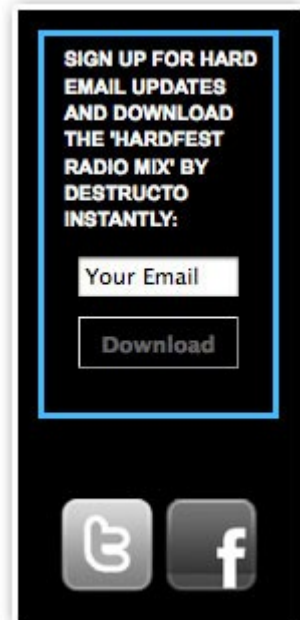 SIGN UP FOR HARD
EMAIL UPDATES
AND DOWNLOAD
THE 'HARDFEST
RADIO MIX' BY
DESTRUCTO
INSTANTLY:
Your Email
Download
t f